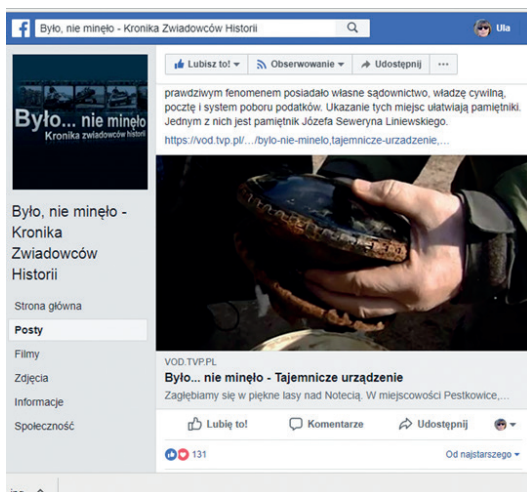 Było, nie minęło - Kronika Zwiadowców Historii
Ula
Było... nie minęło
Kronika zwiadowców historii
Było, nie minęło -
Kronika
Zwiadowców
Historii
Strona główna
Posty
Filmy
Zdjęcia
Informacje
Społeczność
Lubisz to!
Obserwowanie
Udostępnij
prawdziwym fenomenem posiadało własne sądownictwo, władzę cywilną,
pocztę i system poboru podatków. Ukazanie tych miejsc ułatwiają pamiętniki.
Jednym z nich jest pamiętnik Józefa Seweryna Liniewskiego.
https://vod.tvp.pl/…/bylo-nie-minelo,tajemnicze-urzadzenie,…
VOD.TVP.PL
Było... nie minęło - Tajemnicze urządzenie
Zagłębiamy się w piękne lasy nad Notecią. W miejscowości Pestkowice,…
Lubię to!
Komentarze
Udostępnij
131
Od najstarszego